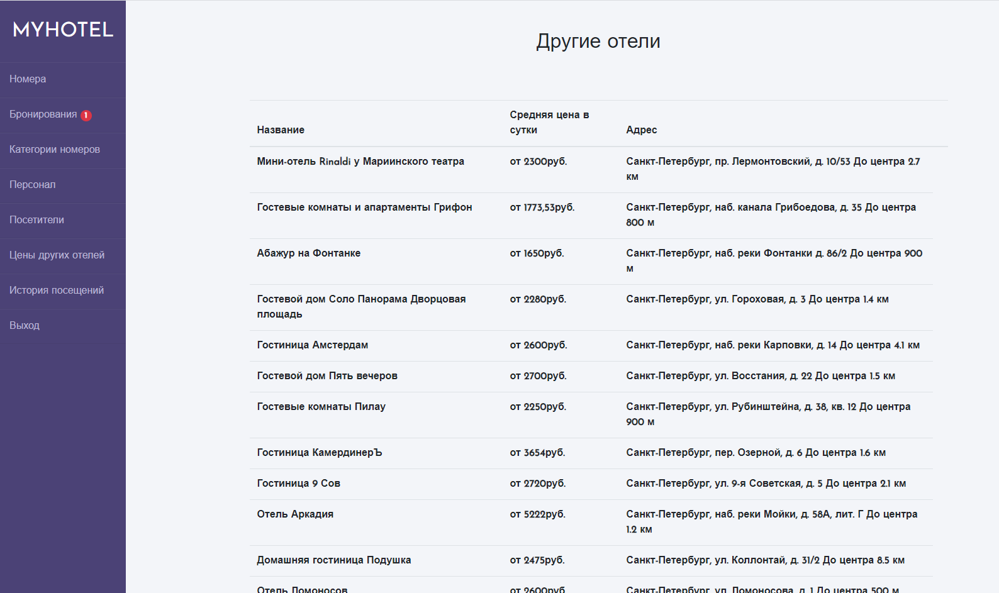 MYHOTEL
Номера
Бронирования 1
Категории номеров
Персонал
Посетители
Цены других отелей
История посещений
Выход
Другие отели
Название
Средняя цена в
сутки
Адрес
Мини-отель Rinaldi у Мариинского театра
от 2300руб.
Санкт-Петербург, пр. Лермонтовский, д. 10/53 До центра 2.7
км
Гостевые комнаты и апартаменты Грифон
от 1773,53руб.
Санкт-Петербург, наб. канала Грибоедова, д. 35 До центра
800 м
Абажур на Фонтанке
от 1650руб.
Санкт-Петербург, наб. реки Фонтанки д. 86/2 До центра 900
м
Гостевой дом Соло Панорама Дворцовая
площадь
от 2280руб.
Санкт-Петербург, ул. Гороховая, д. 3 До центра 1.4 км
Гостиница Амстердам
от 2600руб.
Санкт-Петербург, наб. реки Карповки, д. 14 До центра 4.1 км
Гостевой дом Пять вечеров
от 2700руб.
Санкт-Петербург, ул. Восстания, д. 22 До центра 1.5 км
Гостевые комнаты Пилау
от 2250руб.
Санкт-Петербург, ул. Рубинштейна, д. 38, кв. 12 До центра
900 м
Гостиница КамердинерЪ
от 3654руб.
Санкт-Петербург, пер. Озерной, д. 6 До центра 1.6 км
Гостиница 9 Сов
от 2720руб.
Санкт-Петербург, ул. 9-я Советская, д. 5 До центра 2.1 км
Отель Аркадия
от 5222руб.
Санкт-Петербург, наб. реки Мойки, д. 58А, лит. Г До центра
1.2 км
Домашняя гостиница Подушка
от 2475руб.
Санкт-Петербург, ул. Коллонтай, д. 31/2 До центра 8.5 км
Отель Ломоносов
от 2600руб.
Санкт-Петербург, ул. Ломоносова, д. 1 До центра 500 м